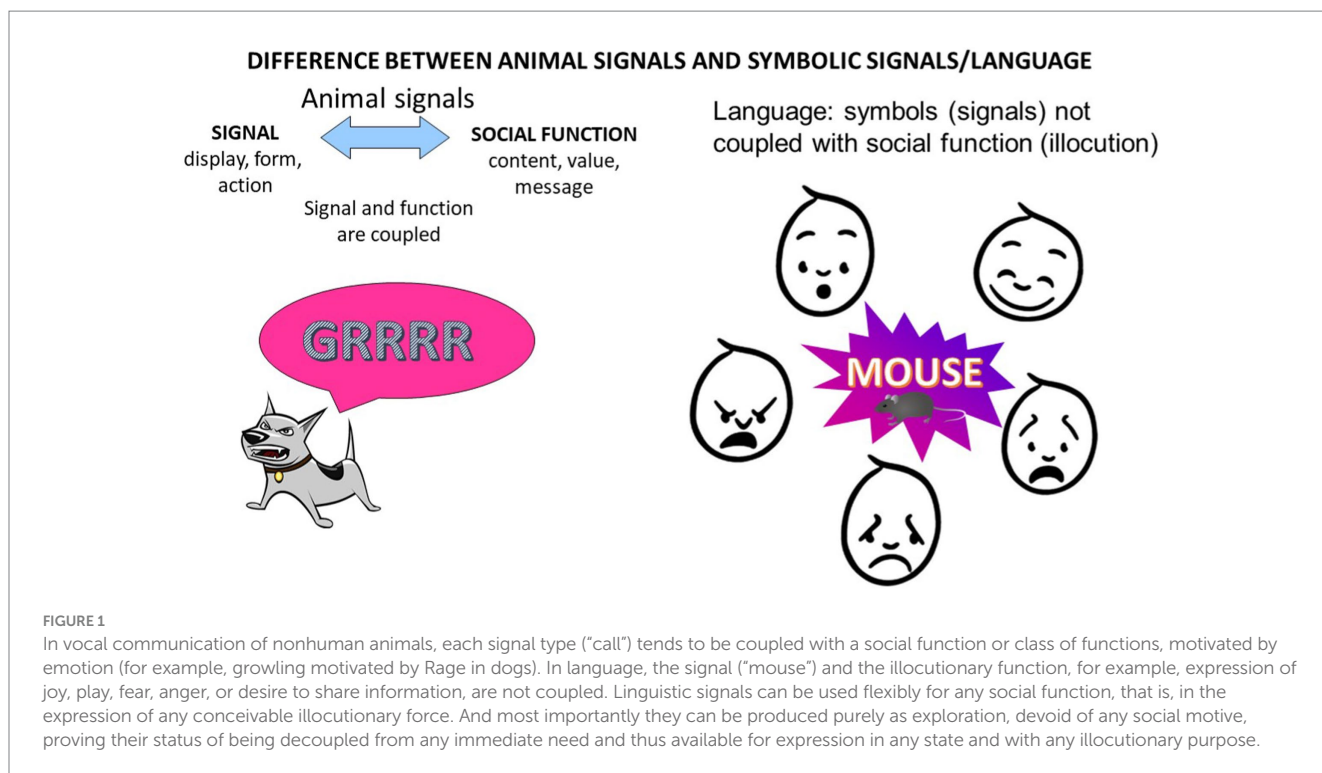 DIFFERENCE BETWEEN ANIMAL SIGNALS AND SYMBOLIC SIGNALS/LANGUAGE
Animal signals
SIGNAL
display, form,
action
SOCIAL FUNCTION
content, value,
message
Signal and function
are coupled
GRRRR
Language: symbols (signals) not
coupled with social function (illocution)
MOUSE
FIGURE 1
In vocal communication of nonhuman animals, each signal type (“call”) tends to be coupled with a social function or class of functions, motivated by
emotion (for example, growling motivated by Rage in dogs). In language, the signal (“mouse”) and the illocutionary function, for example, expression of
joy, play, fear, anger, or desire to share information, are not coupled. Linguistic signals can be used flexibly for any social function, that is, in the
expression of any conceivable illocutionary force. And most importantly they can be produced purely as exploration, devoid of any social motive,
proving their status of being decoupled from any immediate need and thus available for expression in any state and with any illocutionary purpose.